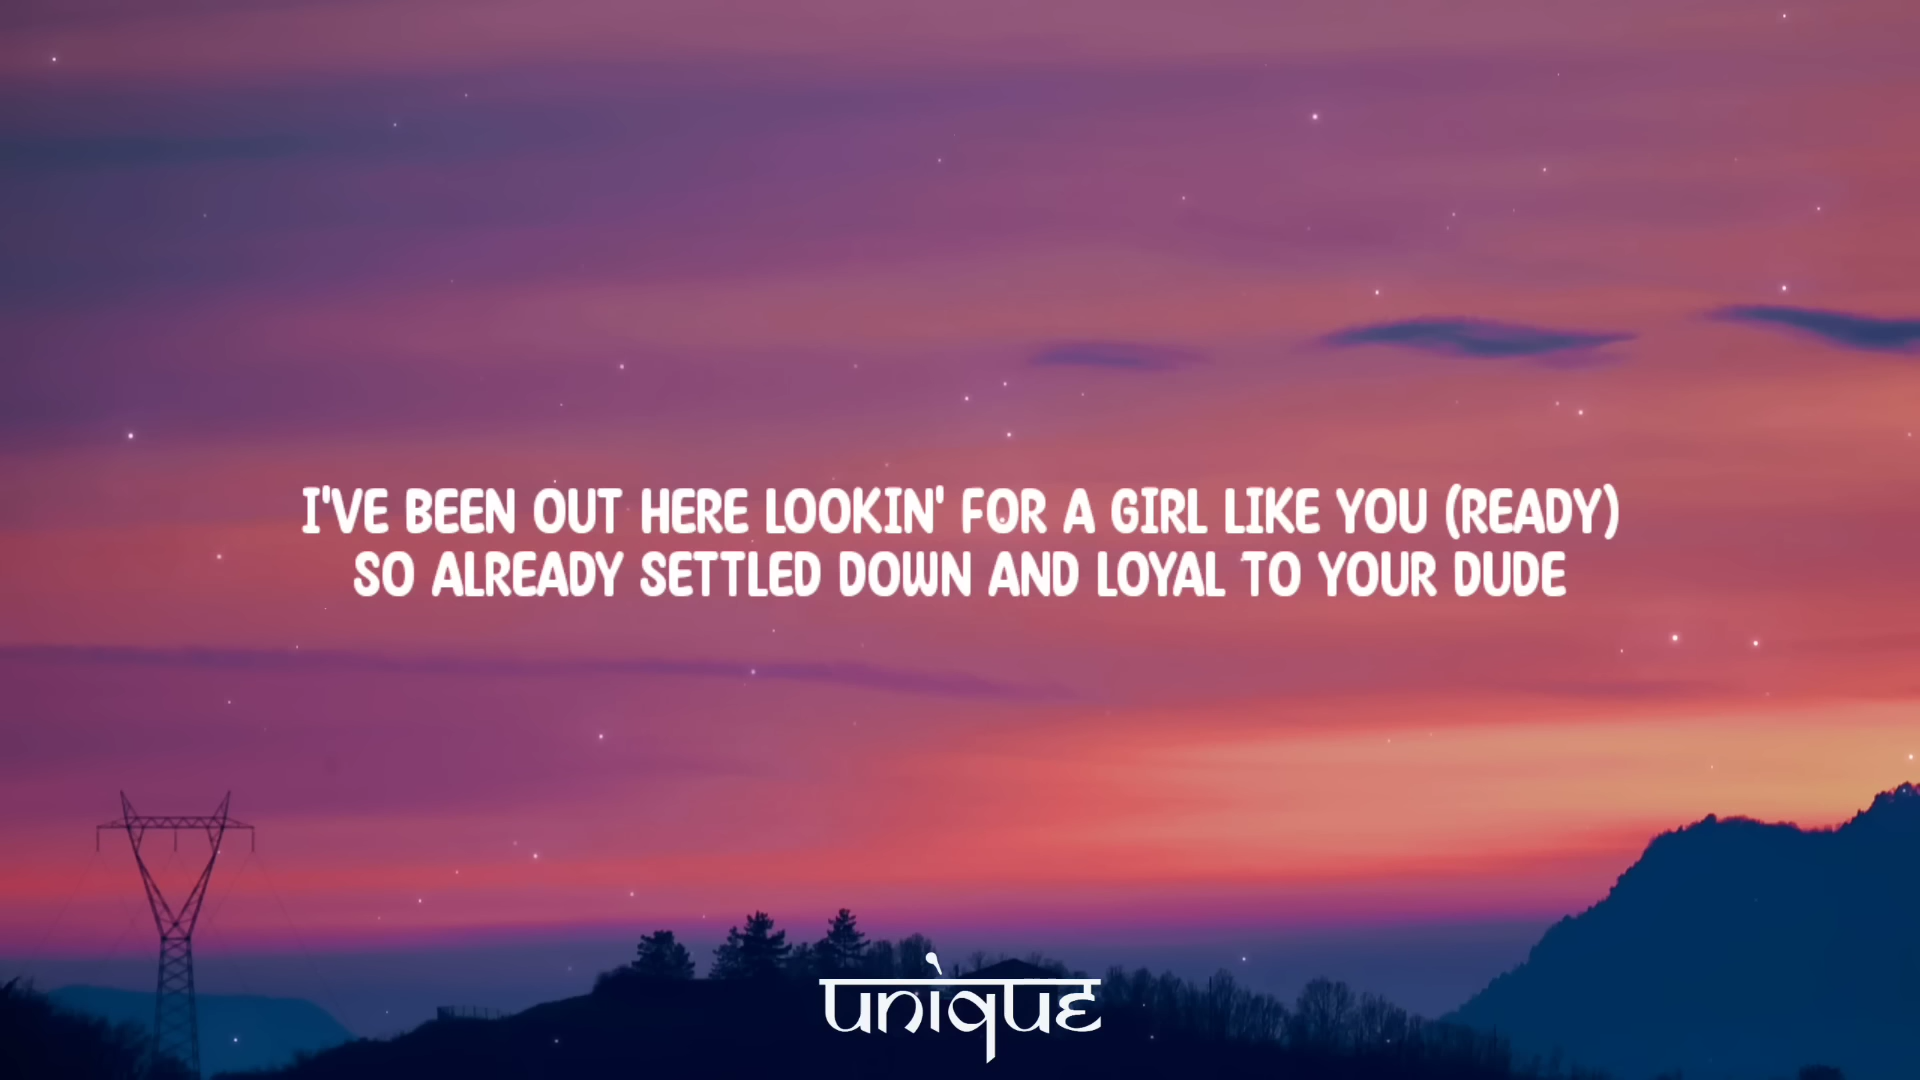 I'VE BEEN OUT HERE LOOKIN' FOR A GIRL LIKE YOU (READY)
SO ALREADY SETTLED DOWN AND LOYAL TO YOUR DUDE
UNIQUE